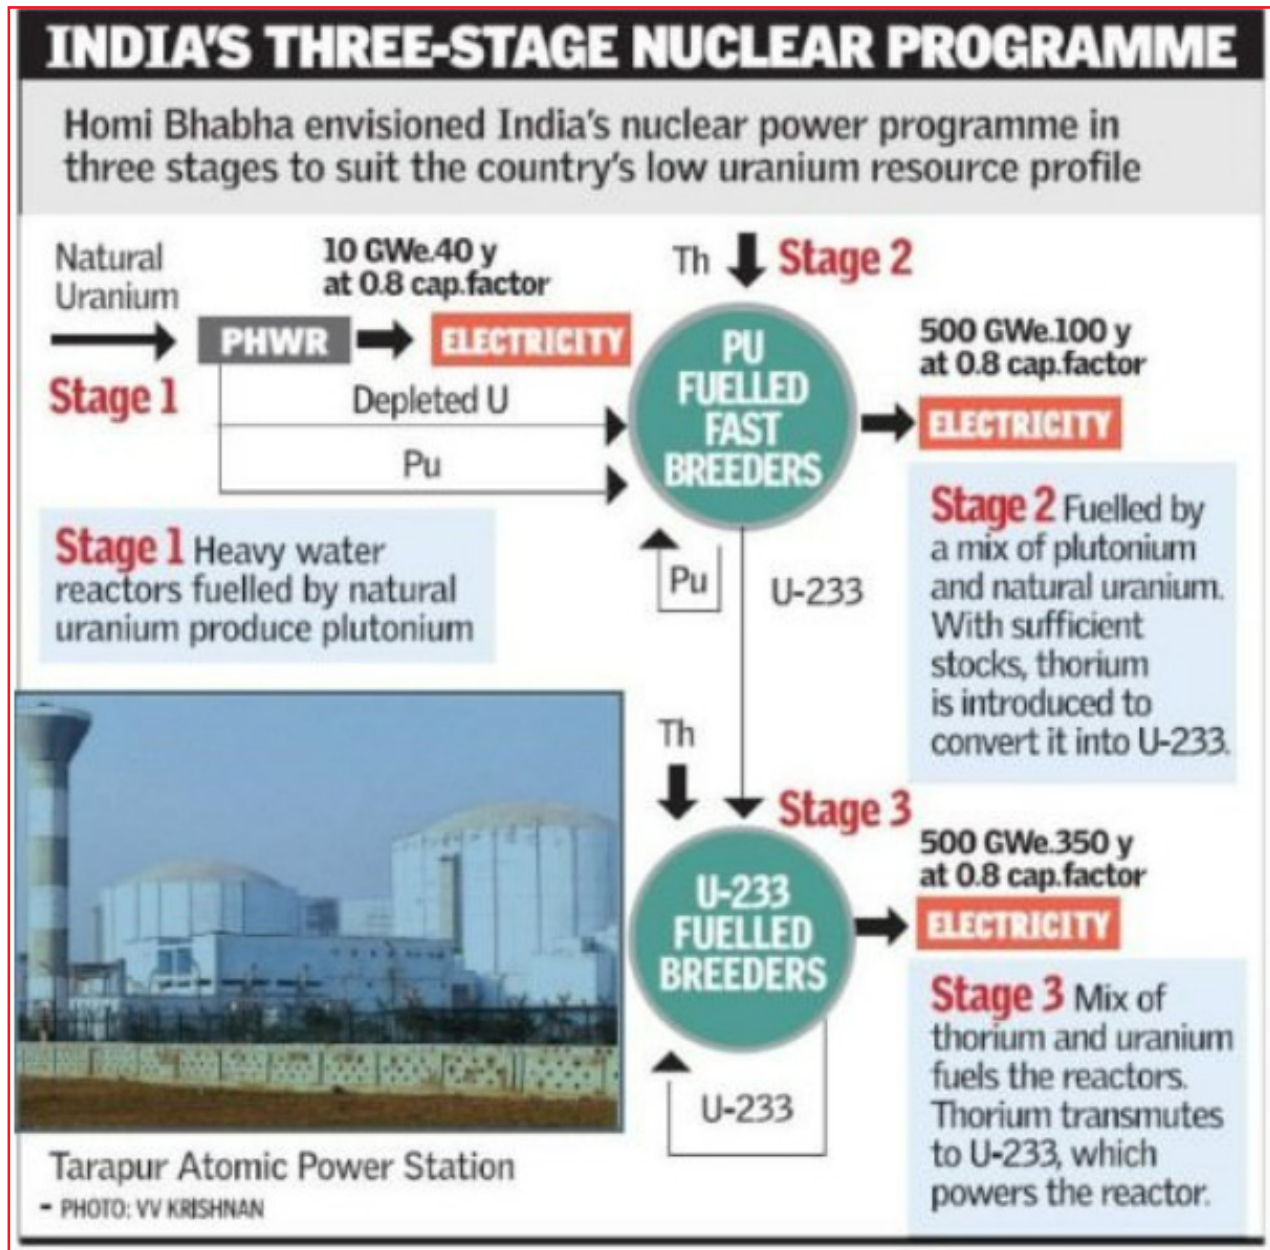 INDIA'S THREE-STAGE NUCLEAR PROGRAMME
Homi Bhabha envisioned India's nuclear power programme in
three stages to suit the country's low uranium resource profile
Natural
Uranium
10 GWe.40 y
at 0.8 cap.factor
PHWR
ELECTRICITY
Stage 1
Depleted U
Pu
Th
Stage 2
PU
FUELLED
FAST
BREEDERS
500 GWe.100 y
at 0.8 cap.factor
ELECTRICITY
Stage 1 Heavy water
reactors fuelled by natural
uranium produce plutonium
Pu
U-233
Stage 2 Fuelled by
a mix of plutonium
and natural uranium.
With sufficient
stocks, thorium
is introduced to
convert it into U-233.
Th
Stage 3
U-233
FUELLED
BREEDERS
500 GWe.350 y
at 0.8 cap.factor
ELECTRICITY
U-233
Stage 3 Mix of
thorium and uranium
fuels the reactors.
Thorium transmutes
to U-233, which
powers the reactor.
Tarapur Atomic Power Station
- PHOTO: VV KRISHNAN